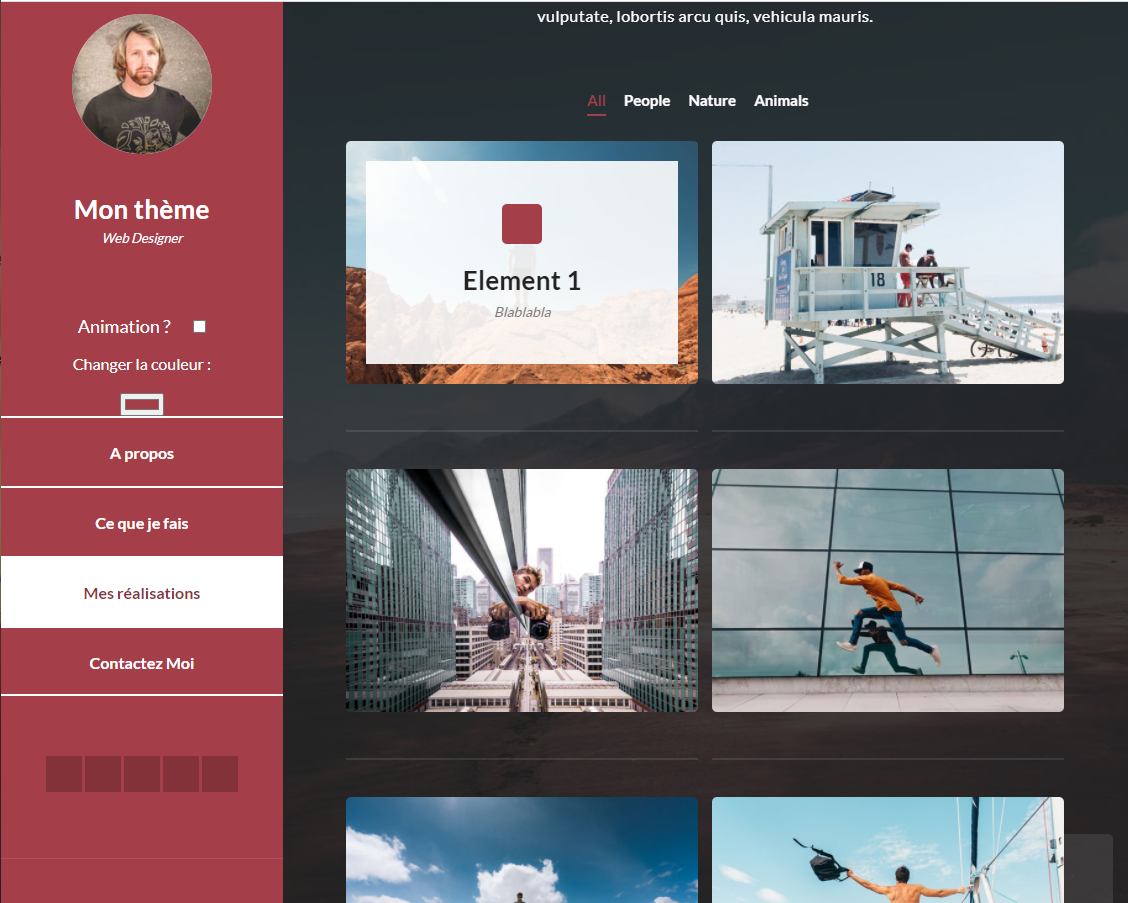 Mon thème
Web Designer
Animation ?
Changer la couleur :
A propos
Ce que je fais
Mes réalisations
Contactez Moi
vulputate, lobortis arcu quis, vehicula mauris.
All People Nature Animals
Element 1
Blablabla
18